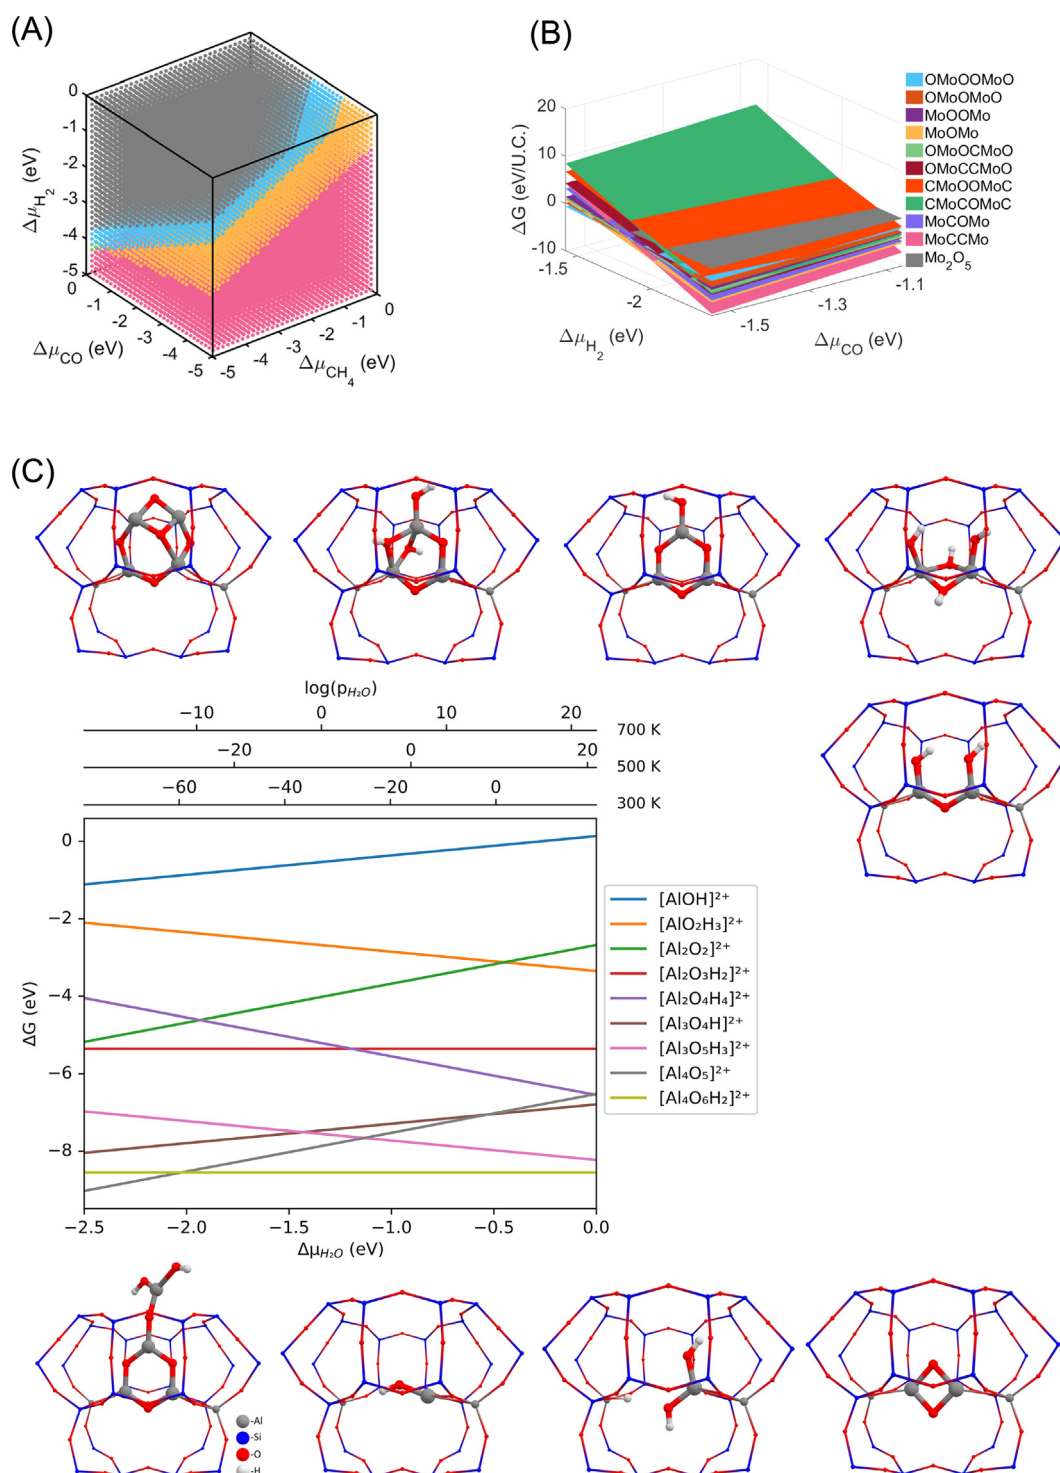 (A)
0
-1
-2
-3
-4
-5
Δμ_H₂ (eV)
0
-1
-2
-3
-4
-5
Δμ_CO (eV)
-5
-4
-3
-2
-1
0
Δμ_CH₄ (eV)
(B)
20
10
0
-10
ΔG (eV/U.C.)
-1.5
-2
Δμ_H₂ (eV)
-1.5
-1.3
-1.1
Δμ_CO (eV)
OMoOOMoO
OMoOMoO
MoOOMo
MoOMo
OMoOCMoO
OMoCCMoO
CMoOOMoC
CMoCOMoC
MoCOMo
MoCCMo
Mo₂O₅
(C)
log(p_H₂O)
−10 0 10 20 700 K
−20 0 20 500 K
−60 −40 −20 0 300 K
0
−2
−4
−6
−8
ΔG (eV)
−2.5 −2.0 −1.5 −1.0 −0.5 0.0
Δμ_H₂O (eV)
[AlOH]²⁺
[AlO₂H₃]²⁺
[Al₂O₂]²⁺
[Al₂O₃H₂]²⁺
[Al₂O₄H₄]²⁺
[Al₃O₄H]²⁺
[Al₃O₅H₃]²⁺
[Al₄O₅]²⁺
[Al₄O₆H₂]²⁺
-Al
-Si
-O
-H